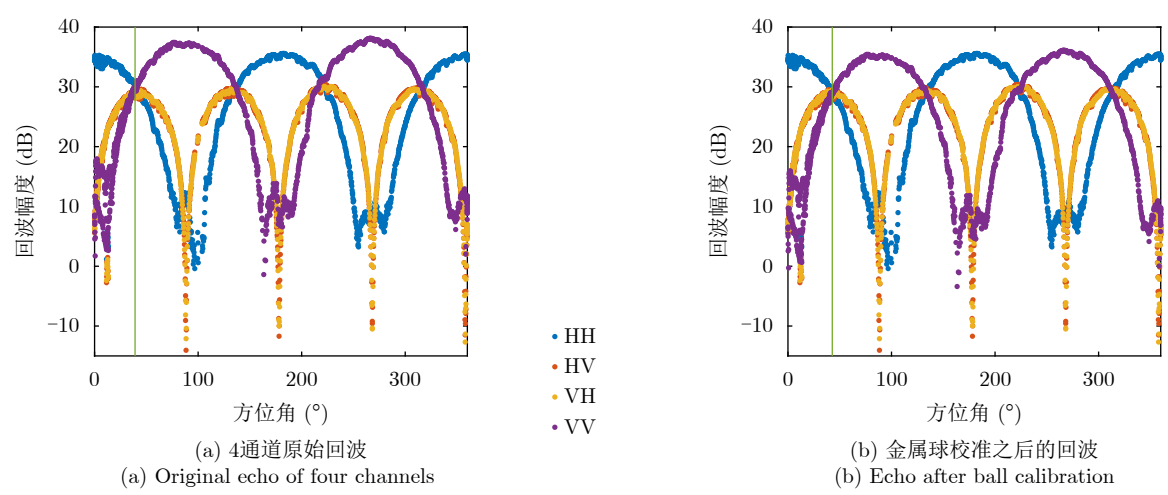 40
30
20
10
0
−10
回波幅度 (dB)
0
100
200
300
方位角 (°)
(a) 4通道原始回波
(a) Original echo of four channels
HH
HV
VH
VV
40
30
20
10
0
−10
回波幅度 (dB)
0
100
200
300
方位角 (°)
(b) 金属球校准之后的回波
(b) Echo after ball calibration